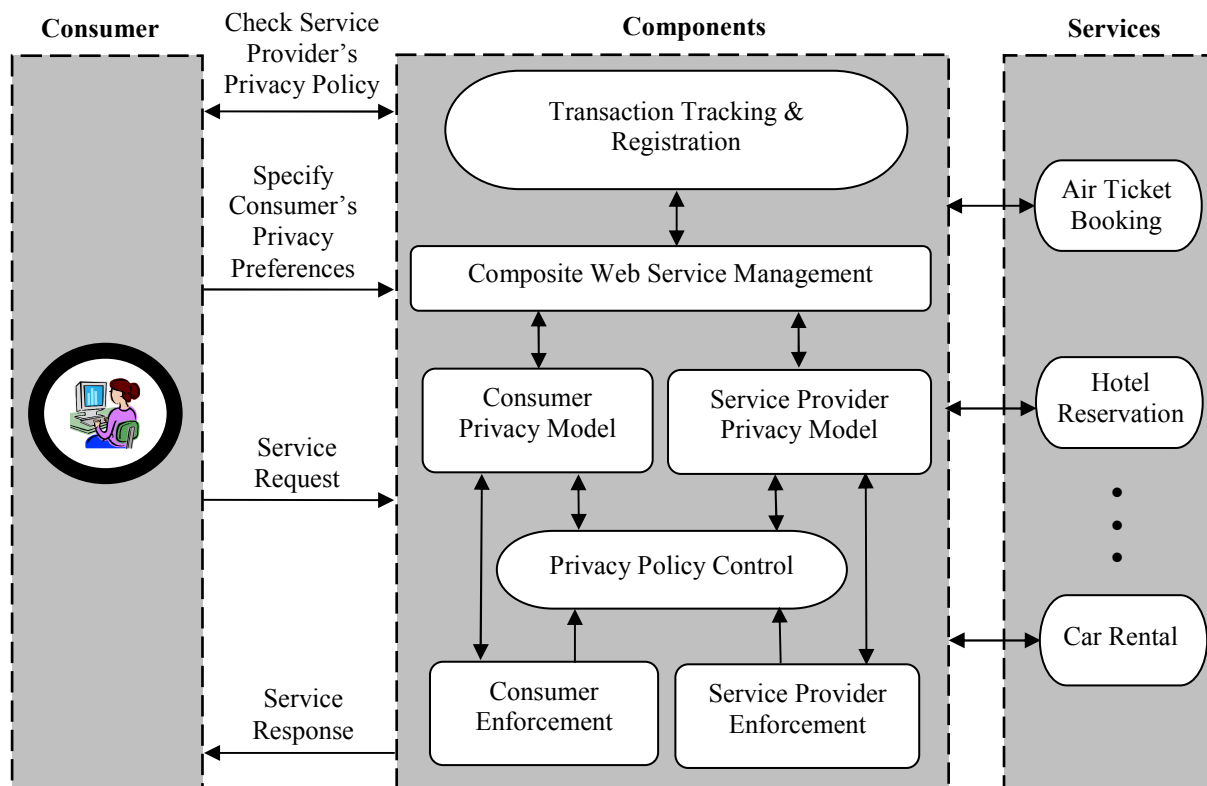 Consumer
Check Service
Provider’s
Privacy Policy
Specify
Consumer’s
Privacy
Preferences
Service
Request
Service
Response
Components
Transaction Tracking &
Registration
Composite Web Service Management
Consumer
Privacy Model
Service Provider
Privacy Model
Privacy Policy Control
Consumer
Enforcement
Service Provider
Enforcement
Services
Air Ticket
Booking
Hotel
Reservation
Car Rental